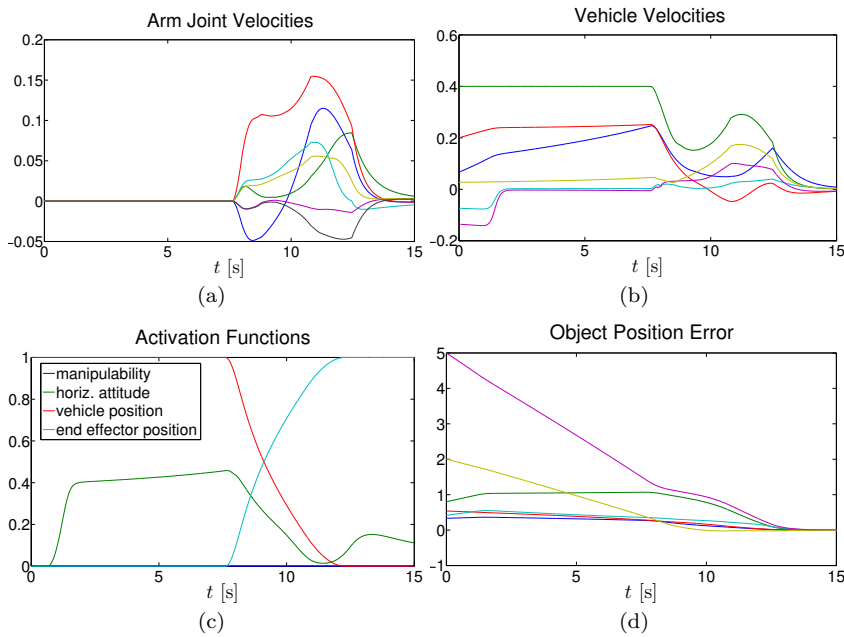 Arm Joint Velocities
0.2
0.15
0.1
0.05
0
−0.05
0
5
10
15
t [s]
(a)
Vehicle Velocities
0.6
0.4
0.2
0
−0.2
0
5
10
15
t [s]
(b)
Activation Functions
1
0.8
0.6
0.4
0.2
0
manipulability
horiz. attitude
vehicle position
end effector position
0
5
10
15
t [s]
(c)
Object Position Error
5
4
3
2
1
0
−1
0
5
10
15
t [s]
(d)